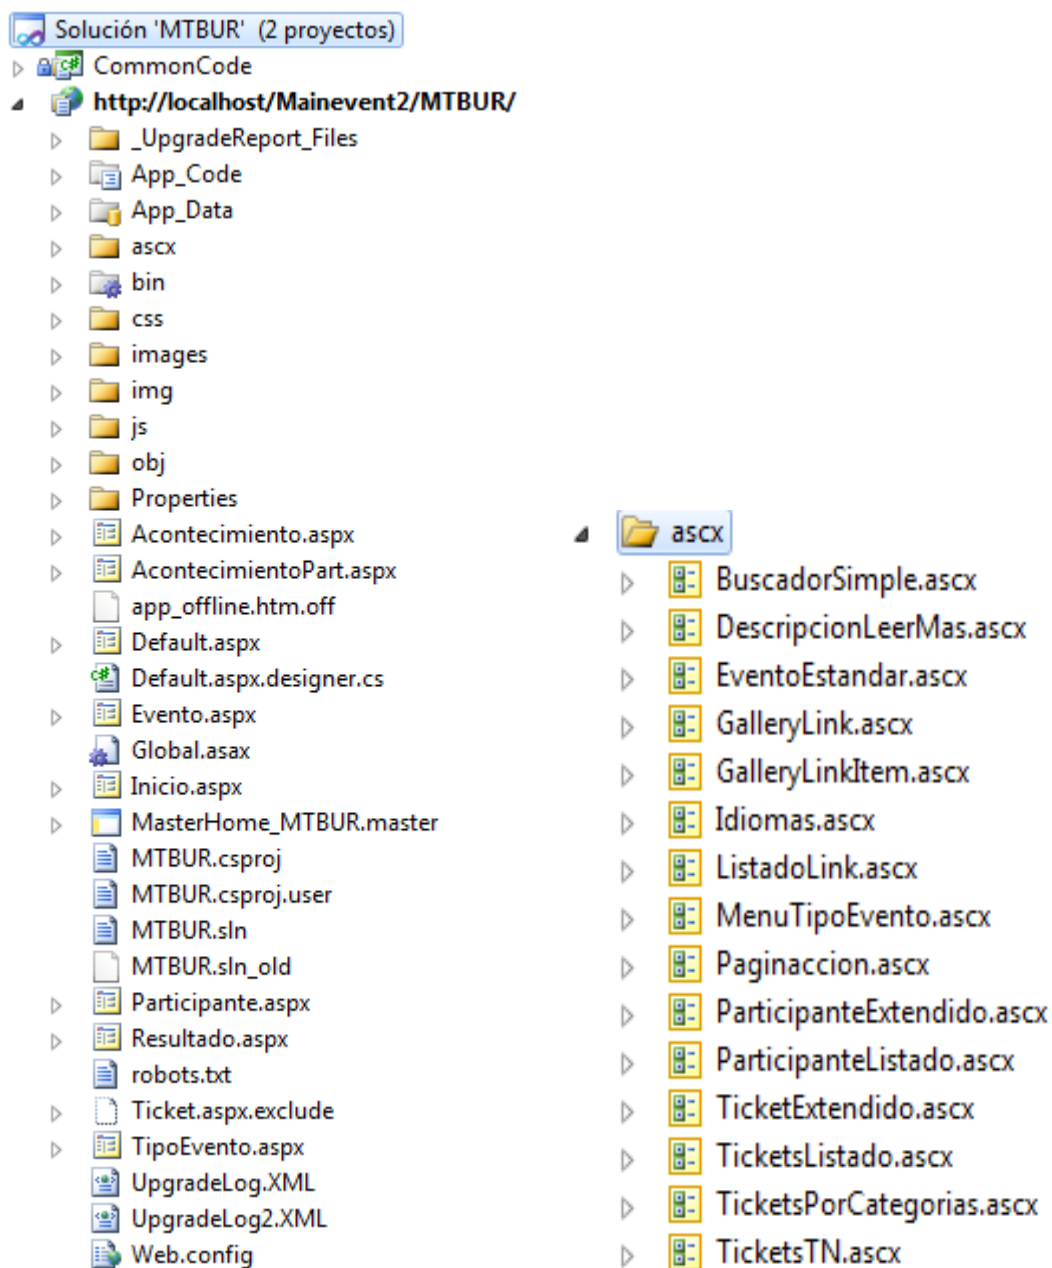 Solución 'MTBUR' (2 proyectos)
CommonCode
http://localhost/Mainevent2/MTBUR/
_UpgradeReport_Files
App_Code
App_Data
ascx
bin
css
images
img
js
obj
Properties
Acontecimiento.aspx
AcontecimientoPart.aspx
app_offline.htm.off
Default.aspx
Default.aspx.designer.cs
Evento.aspx
Global.asax
Inicio.aspx
MasterHome_MTBUR.master
MTBUR.csproj
MTBUR.csproj.user
MTBUR.sln
MTBUR.sln_old
Participante.aspx
Resultado.aspx
robots.txt
Ticket.aspx.exclude
TipoEvento.aspx
UpgradeLog.XML
UpgradeLog2.XML
Web.config
ascx
BuscadorSimple.ascx
DescripcionLeerMas.ascx
EventoEstandar.ascx
GalleryLink.ascx
GalleryLinkItem.ascx
Idiomas.ascx
ListadoLink.ascx
MenuTipoEvento.ascx
Paginaccion.ascx
ParticipanteExtendido.ascx
ParticipanteListado.ascx
TicketExtendido.ascx
TicketsListado.ascx
TicketsPorCategorias.ascx
TicketsTN.ascx